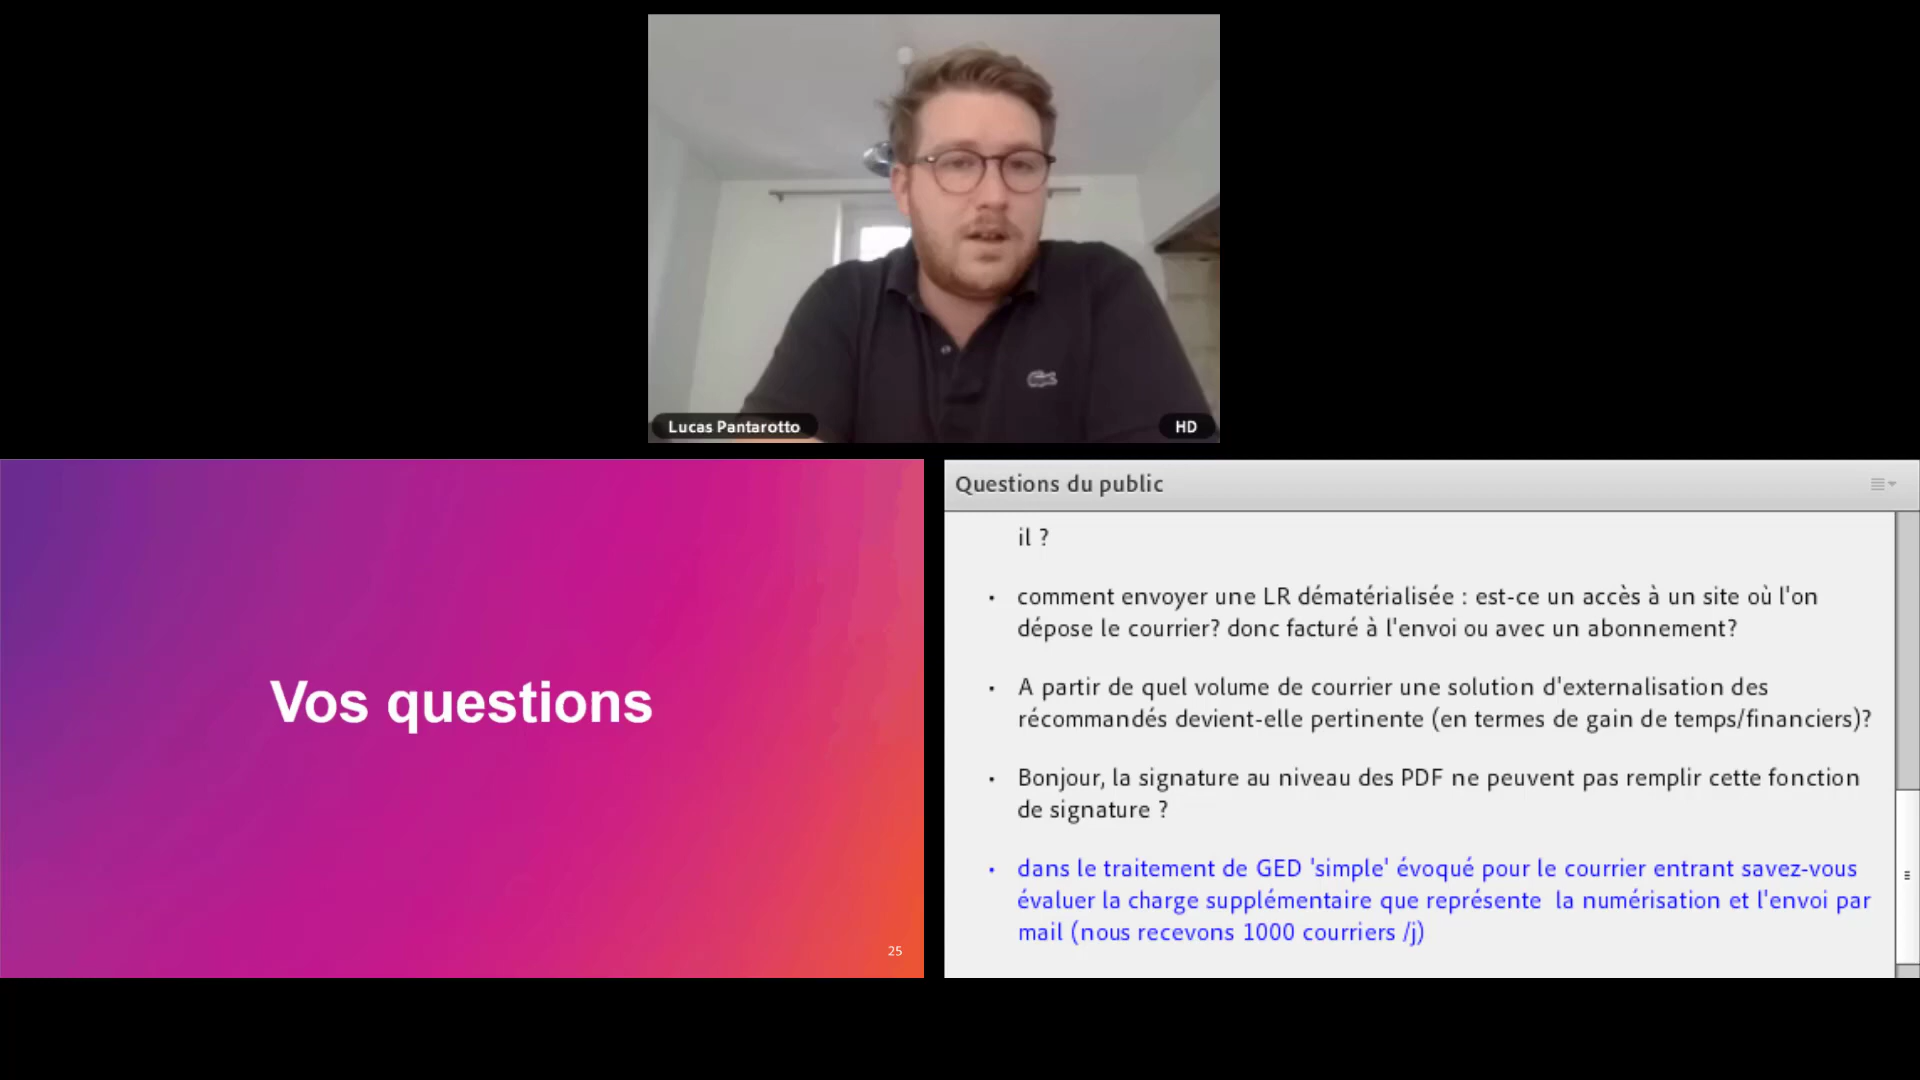 Lucas Pantarotto
HD
Vos questions
25
Questions du public
il ?
• comment envoyer une LR dématérialisée : est-ce un accès à un site où l'on
dépose le courrier? donc facturé à l'envoi ou avec un abonnement?
• A partir de quel volume de courrier une solution d'externalisation des
récommandés devient-elle pertinente (en termes de gain de temps/financiers)?
• Bonjour, la signature au niveau des PDF ne peuvent pas remplir cette fonction
de signature ?
• dans le traitement de GED 'simple' évoqué pour le courrier entrant savez-vous
évaluer la charge supplémentaire que représente  la numérisation et l'envoi par
mail (nous recevons 1000 courriers /j)